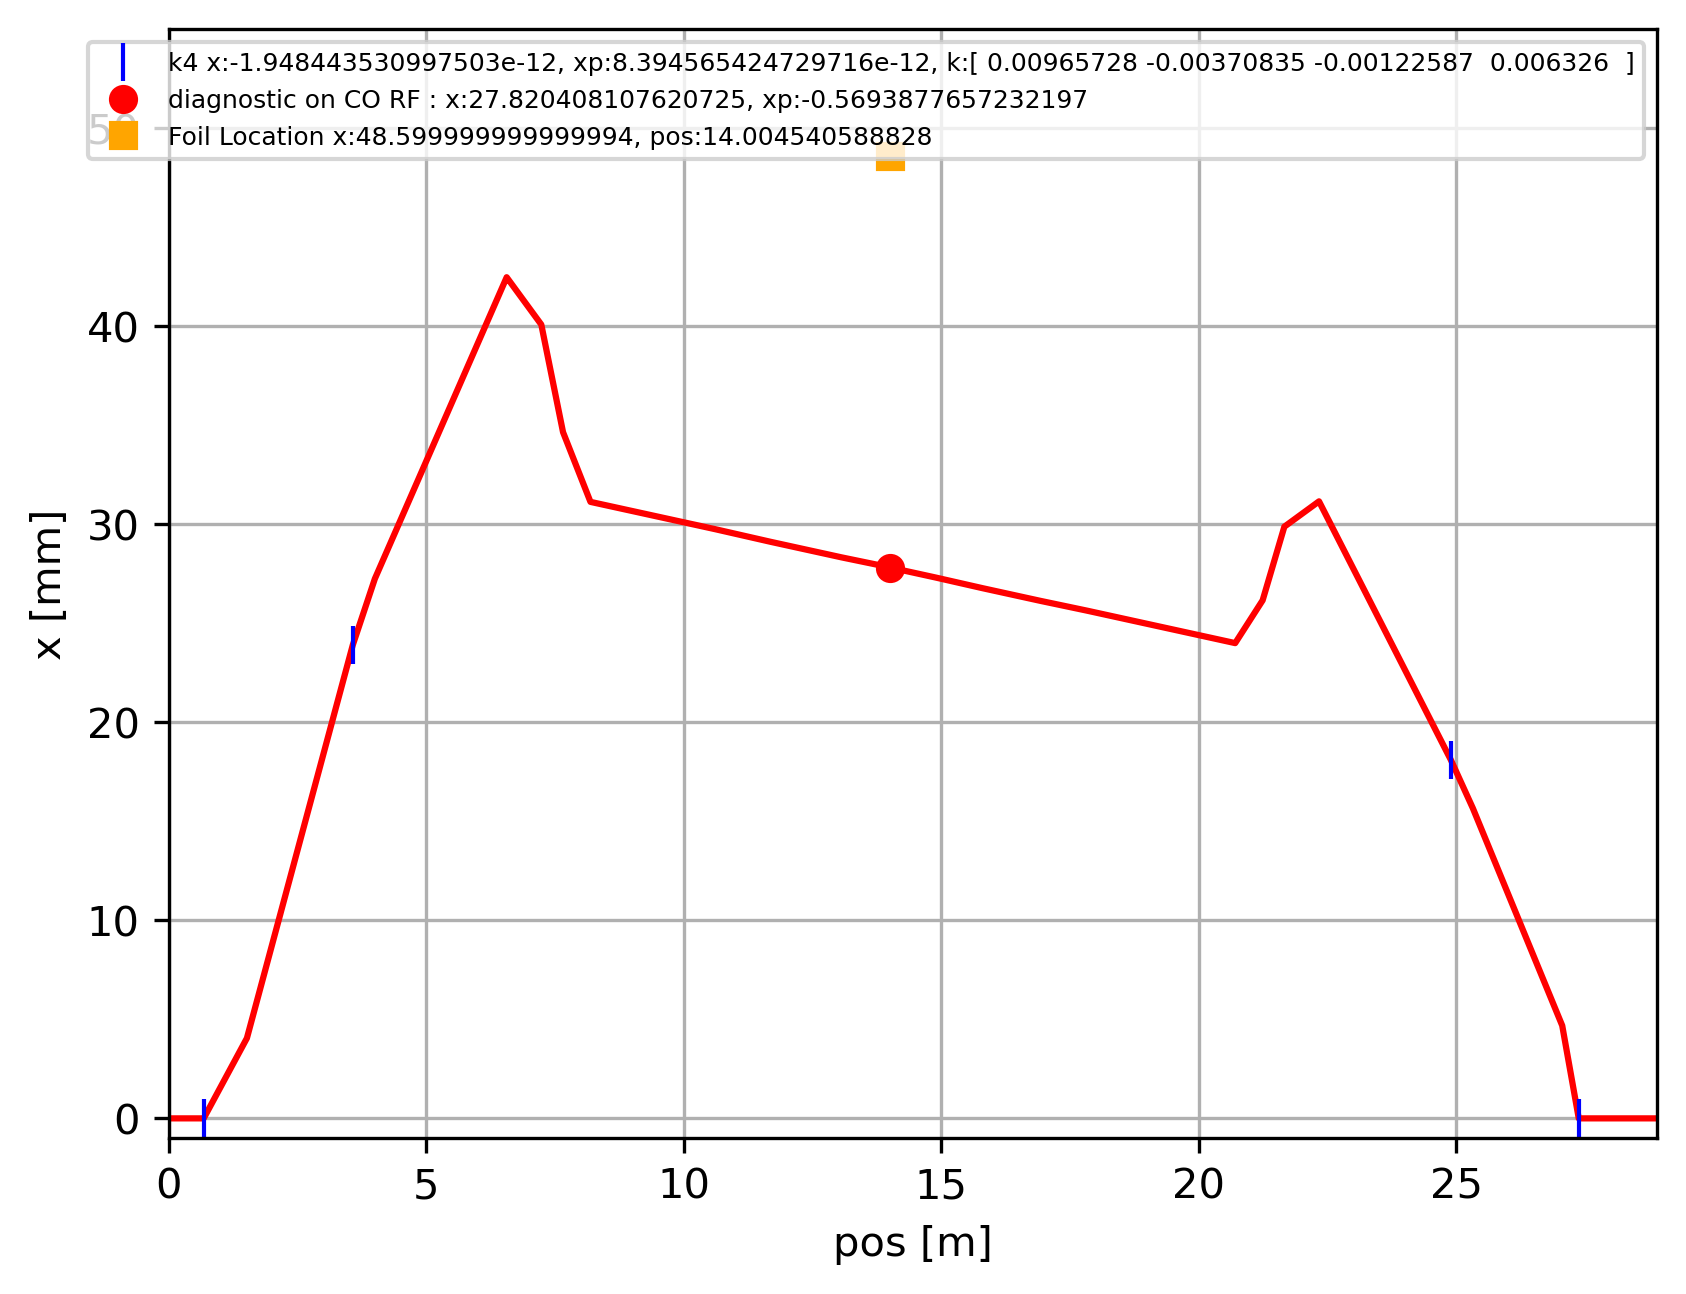 k4 x:-1.948443530997503e-12, xp:8.394565424729716e-12, k:[ 0.00965728 -0.00370835 -0.00122587  0.006326  ]
diagnostic on CO RF : x:27.820408107620725, xp:-0.5693877657232197
Foil Location x:48.599999999999994, pos:14.004540588828
50
40
30
20
10
0
x [mm]
0 5 10 15 20 25
pos [m]